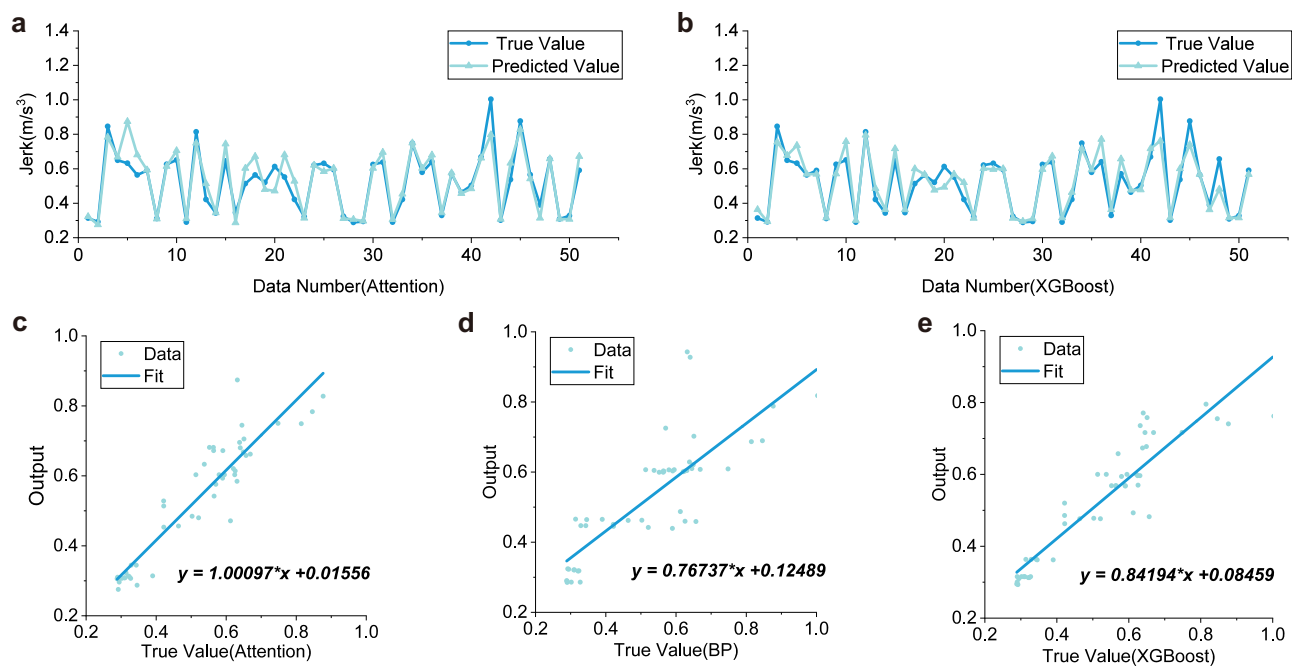 a
1.4
1.2
1.0
0.8
0.6
0.4
0.2
Jerk(m/s³)
True Value
Predicted Value
0 10 20 30 40 50
Data Number(Attention)
b
1.4
1.2
1.0
0.8
0.6
0.4
0.2
Jerk(m/s³)
True Value
Predicted Value
0 10 20 30 40 50
Data Number(XGBoost)
c
1.0
0.8
0.6
0.4
0.2
Output
Data
Fit
y = 1.00097*x +0.01556
0.2 0.4 0.6 0.8 1.0
True Value(Attention)
d
1.0
0.8
0.6
0.4
0.2
Output
Data
Fit
y = 0.76737*x +0.12489
0.2 0.4 0.6 0.8 1.0
True Value(BP)
e
1.0
0.8
0.6
0.4
0.2
Output
Data
Fit
y = 0.84194*x +0.08459
0.2 0.4 0.6 0.8 1.0
True Value(XGBoost)